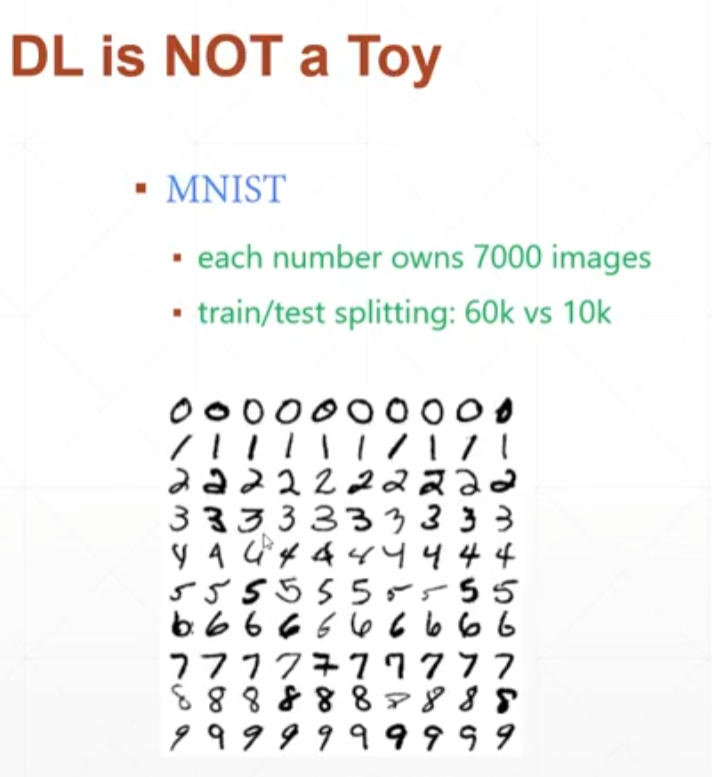 DL is NOT a Toy
MNIST
each number owns 7000 images
train/test splitting: 60k vs 10k
0 0 0 0 0 0 0 0 0 0
1 1 1 1 1 1 1 1 1 1
2 2 2 2 2 2 2 2 2 2
3 3 3 3 3 3 3 3 3 3
4 4 4 4 4 4 4 4 4 4
5 5 5 5 5 5 5 5 5 5
6 6 6 6 6 6 6 6 6 6
7 7 7 7 7 7 7 7 7 7
8 8 8 8 8 8 8 8 8 8
9 9 9 9 9 9 9 9 9 9